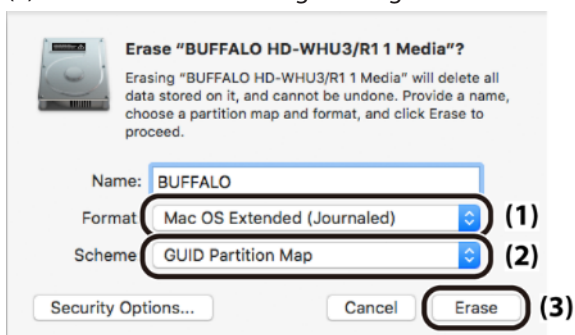 Erase “BUFFALO HD-WHU3/R1 1 Media”?
Erasing “BUFFALO HD-WHU3/R1 1 Media” will delete all
data stored on it, and cannot be undone. Provide a name,
choose a partition map and format, and click Erase to
proceed.
Name: BUFFALO
Format Mac OS Extended (Journaled) (1)
Scheme GUID Partition Map (2)
Security Options... Cancel Erase (3)